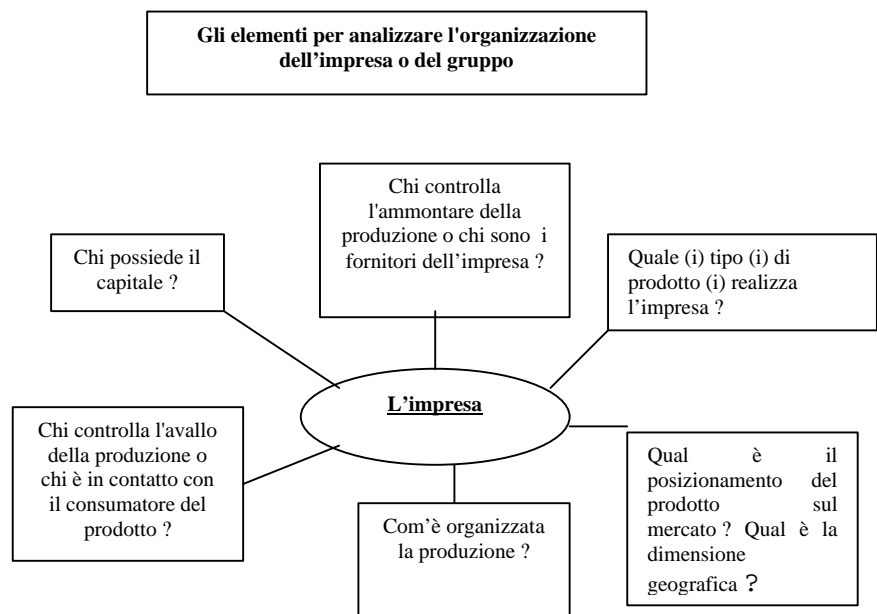 Gli elementi per analizzare l'organizzazione
dell'impresa o del gruppo
Chi controlla
l'ammontare della
produzione o chi sono i
fornitori dell'impresa ?
Chi possiede il
capitale ?
Quale (i) tipo (i) di
prodotto (i) realizza
l'impresa ?
L'impresa
Chi controlla l'avallo
della produzione o
chi è in contatto con
il consumatore del
prodotto ?
Com'è organizzata
la produzione ?
Qual è il
posizionamento del
prodotto sul
mercato ? Qual è la
dimensione
geografica ?